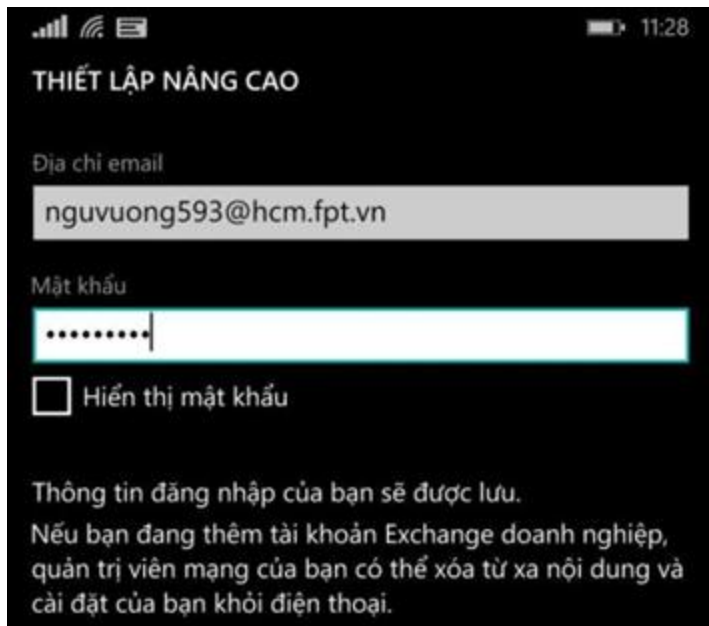 11:28
THIẾT LẬP NÂNG CAO
Địa chỉ email
nguvuong593@hcm.fpt.vn
Mật khẩu
•••••••••
Hiển thị mật khẩu
Thông tin đăng nhập của bạn sẽ được lưu.
Nếu bạn đang thêm tài khoản Exchange doanh nghiệp,
quản trị viên mạng của bạn có thể xóa từ xa nội dung và
cài đặt của bạn khỏi điện thoại.